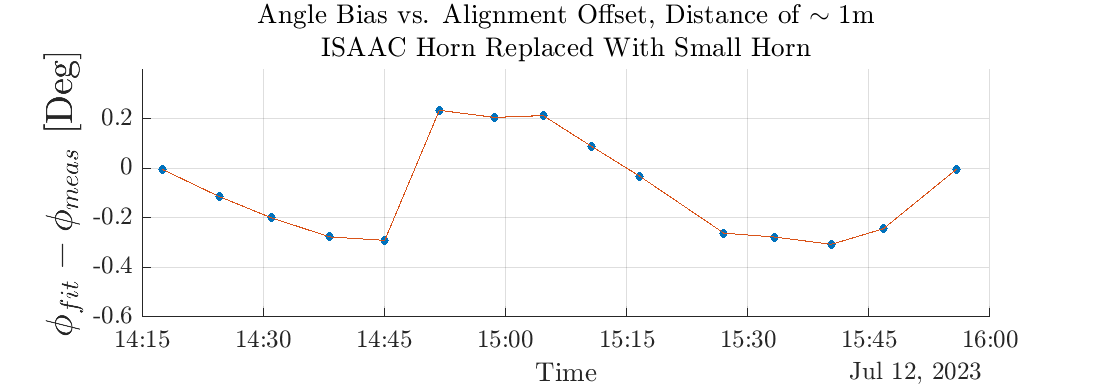 Angle Bias vs. Alignment Offset, Distance of ∼ 1m
ISAAC Horn Replaced With Small Horn
ϕfit − ϕmeas [Deg]
0.2
0
-0.2
-0.4
-0.6
14:15 14:30 14:45 15:00 15:15 15:30 15:45 16:00
Time
Jul 12, 2023